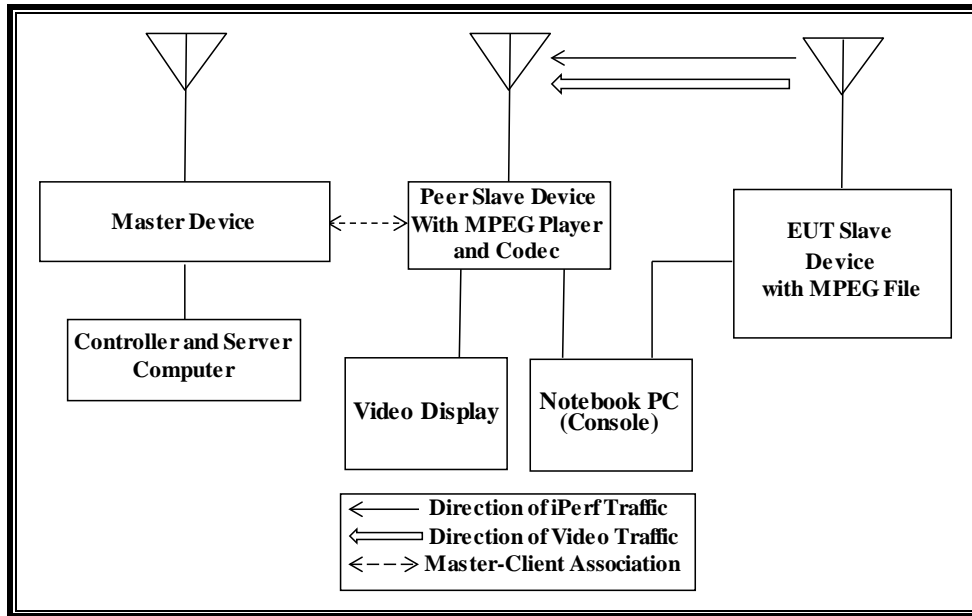 Master Device
Peer Slave Device
With MPEG Player
and Codec
EUT Slave
Device
with MPEG File
Controller and Server
Computer
Video Display
Notebook PC
(Console)
Direction of iPerf Traffic
Direction of Video Traffic
Master-Client Association